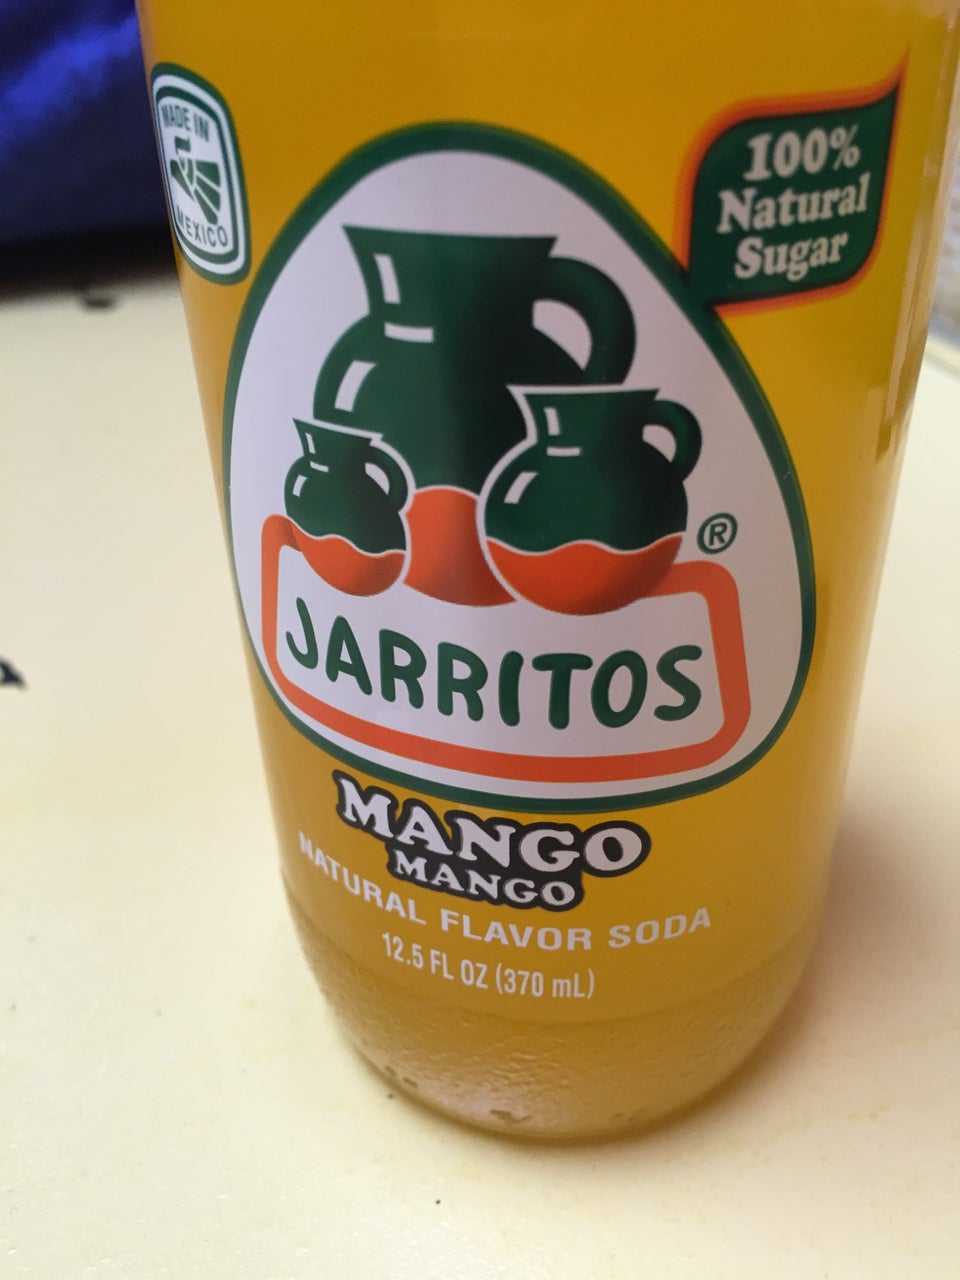 MADE IN
MEXICO
100%
Natural
Sugar
®
JARRITOS
MANGO
MANGO
NATURAL FLAVOR SODA
12.5 FL OZ (370 mL)